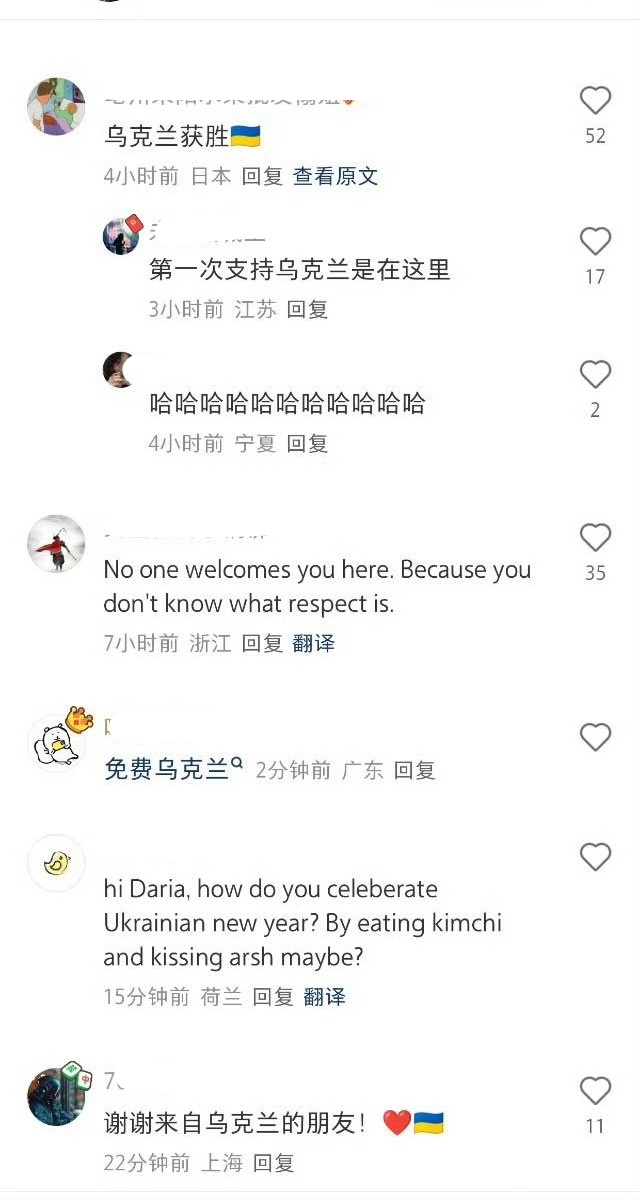 乌克兰获胜🇺🇦
52
4小时前 日本 回复 查看原文
第一次支持乌克兰是在这里
17
3小时前 江苏 回复
哈哈哈哈哈哈哈哈哈哈哈
2
4小时前 宁夏 回复
No one welcomes you here. Because you
35
don't know what respect is.
7小时前 浙江 回复 翻译
免费乌克兰 2分钟前 广东 回复
hi Daria, how do you celeberate
Ukrainian new year? By eating kimchi
and kissing arsh maybe?
15分钟前 荷兰 回复 翻译
7
谢谢来自乌克兰的朋友! ❤️🇺🇦
11
22分钟前 上海 回复